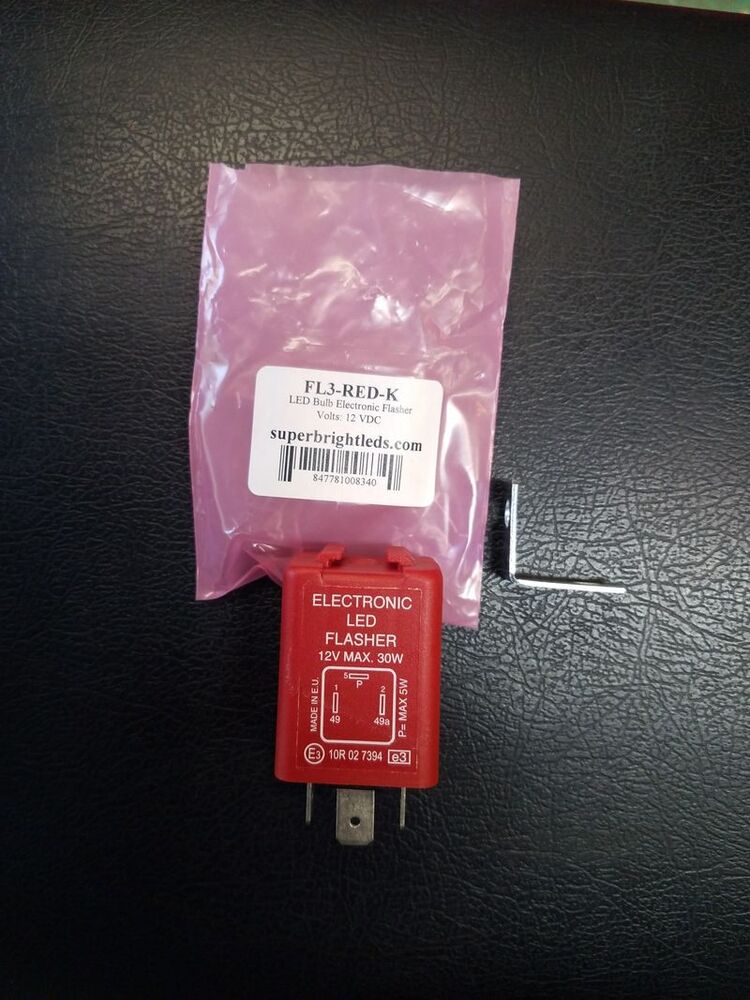 FL3-RED-K
LED Bulb Electronic Flasher
Volts: 12 VDC
superbrightleds.com
847781008340
ELECTRONIC
LED
FLASHER
12V MAX. 30W
MADE IN E.U.
5
P
1
2
49
49a
P= MAX 5W
E3 10R 02 7394 e3